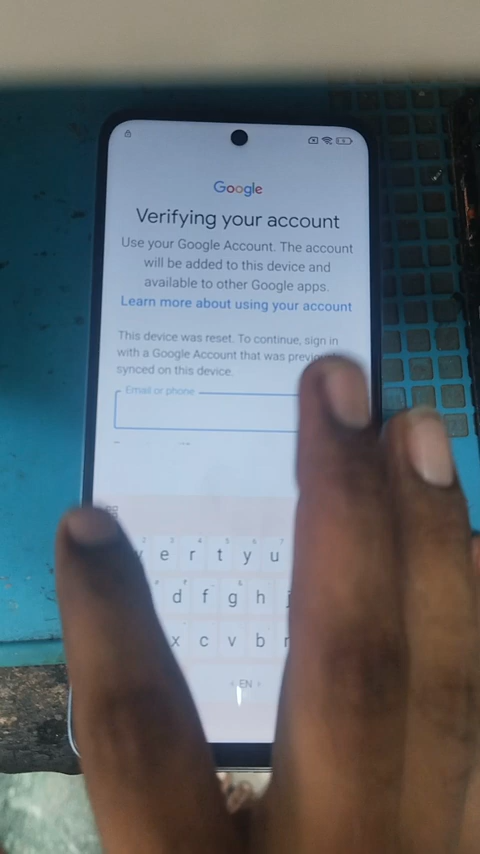 Google
Verifying your account
Use your Google Account. The account
will be added to this device and
available to other Google apps.
Learn more about using your account
This device was reset. To continue, sign in
with a Google Account that was
synced on this device.
Email or phone
e r t y u
d f g h
x c v b
EN